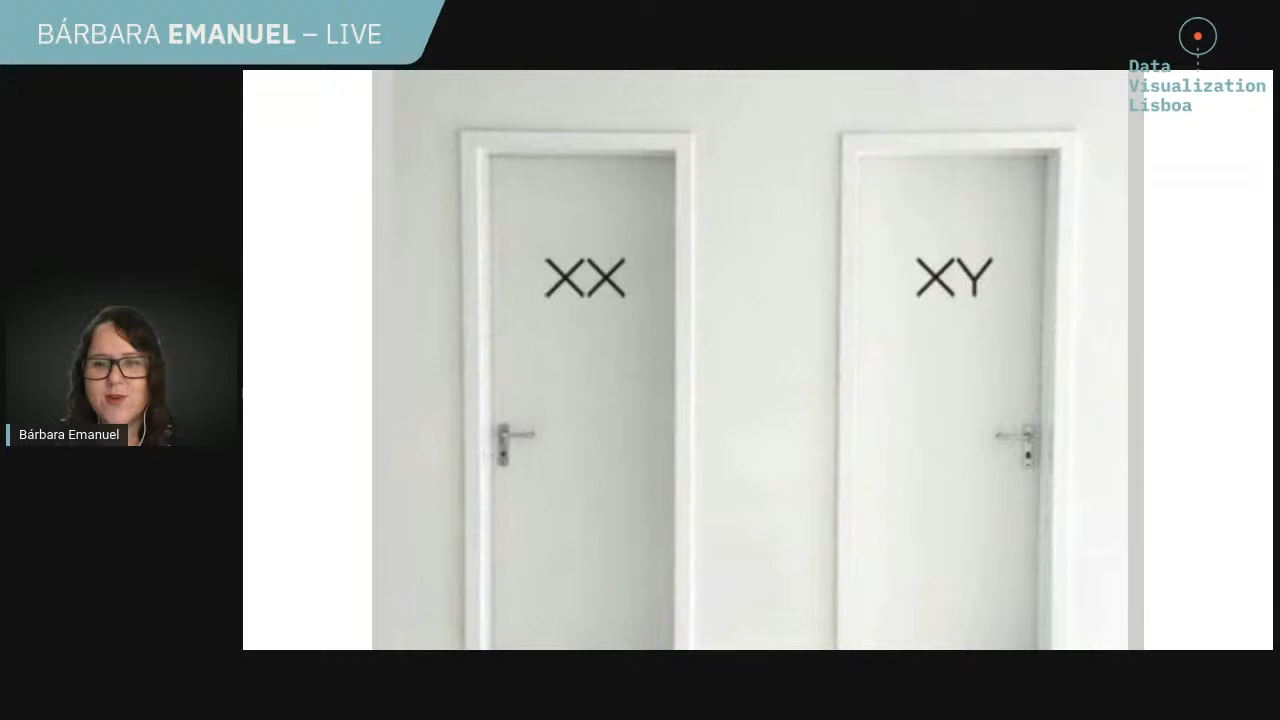 BÁRBARA EMANUEL – LIVE
Data
Visualization
Lisboa
XX
XY
Bárbara Emanuel